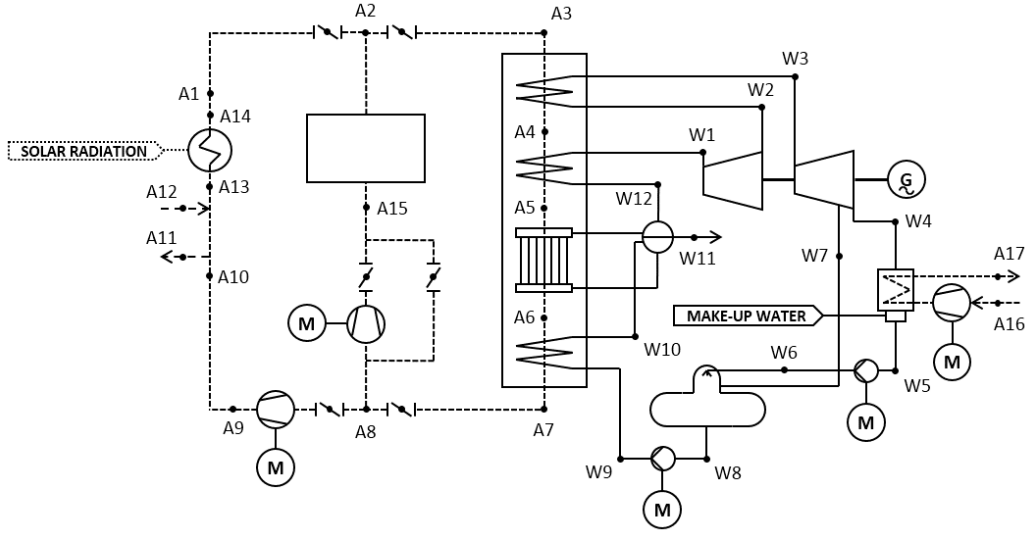 A2
A3
W3
W2
A1
A14
A4
W1
SOLAR RADIATION
G
A13
A12
A5
W12
A11
W4
W11
W7
A15
A10
A17
A6
MAKE-UP WATER
A16
M
W10
W6
M
W5
A9
A8
A7
M
M
W9
W8
M